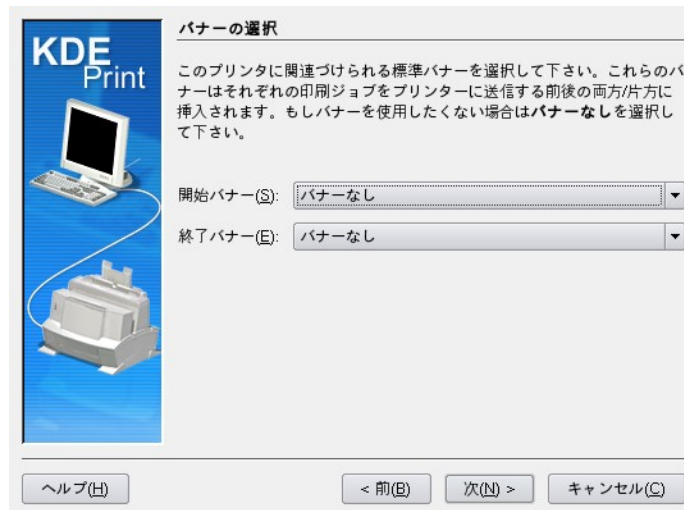 KDE
Print
バナーの選択
このプリンタに関連づけられる標準バナーを選択して下さい。これらのバ
ナーはそれぞれの印刷ジョブをプリンターに送信する前後の両方/片方に
挿入されます。もしバナーを使用したくない場合はバナーなしを選択し
て下さい。
開始バナー(S): バナーなし
終了バナー(E): バナーなし
ヘルプ(H) < 前(B) 次(N) > キャンセル(C)